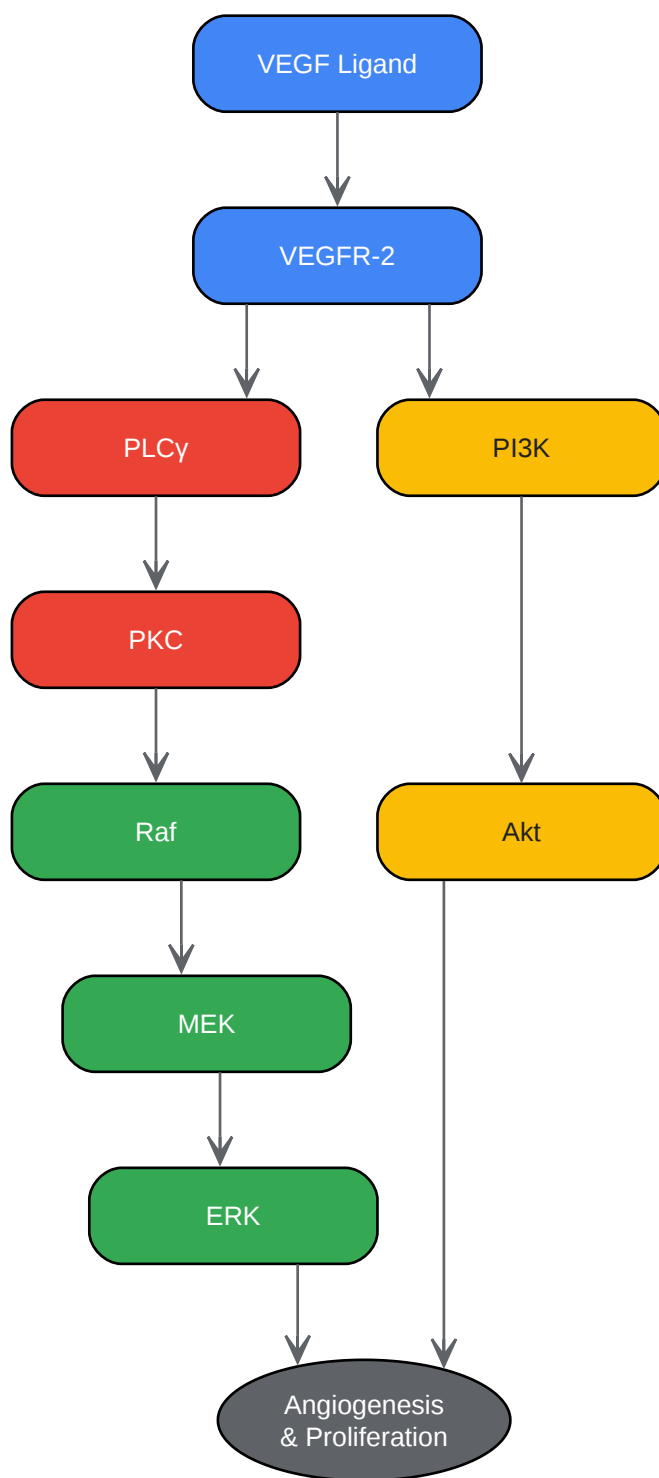 VEGF Ligand
VEGFR-2
PLCγ
PI3K
PKC
Raf
Akt
MEK
ERK
Angiogenesis
& Proliferation